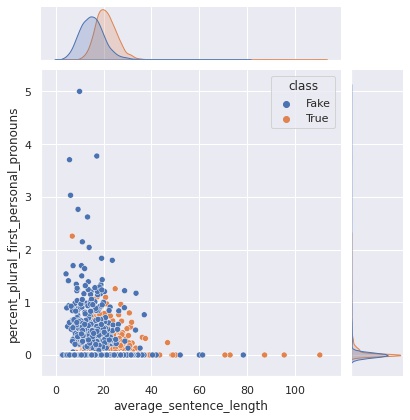 class
Fake
True
5
4
3
2
1
0
percent_plural_first_personal_pronouns
0 20 40 60 80 100
average_sentence_length